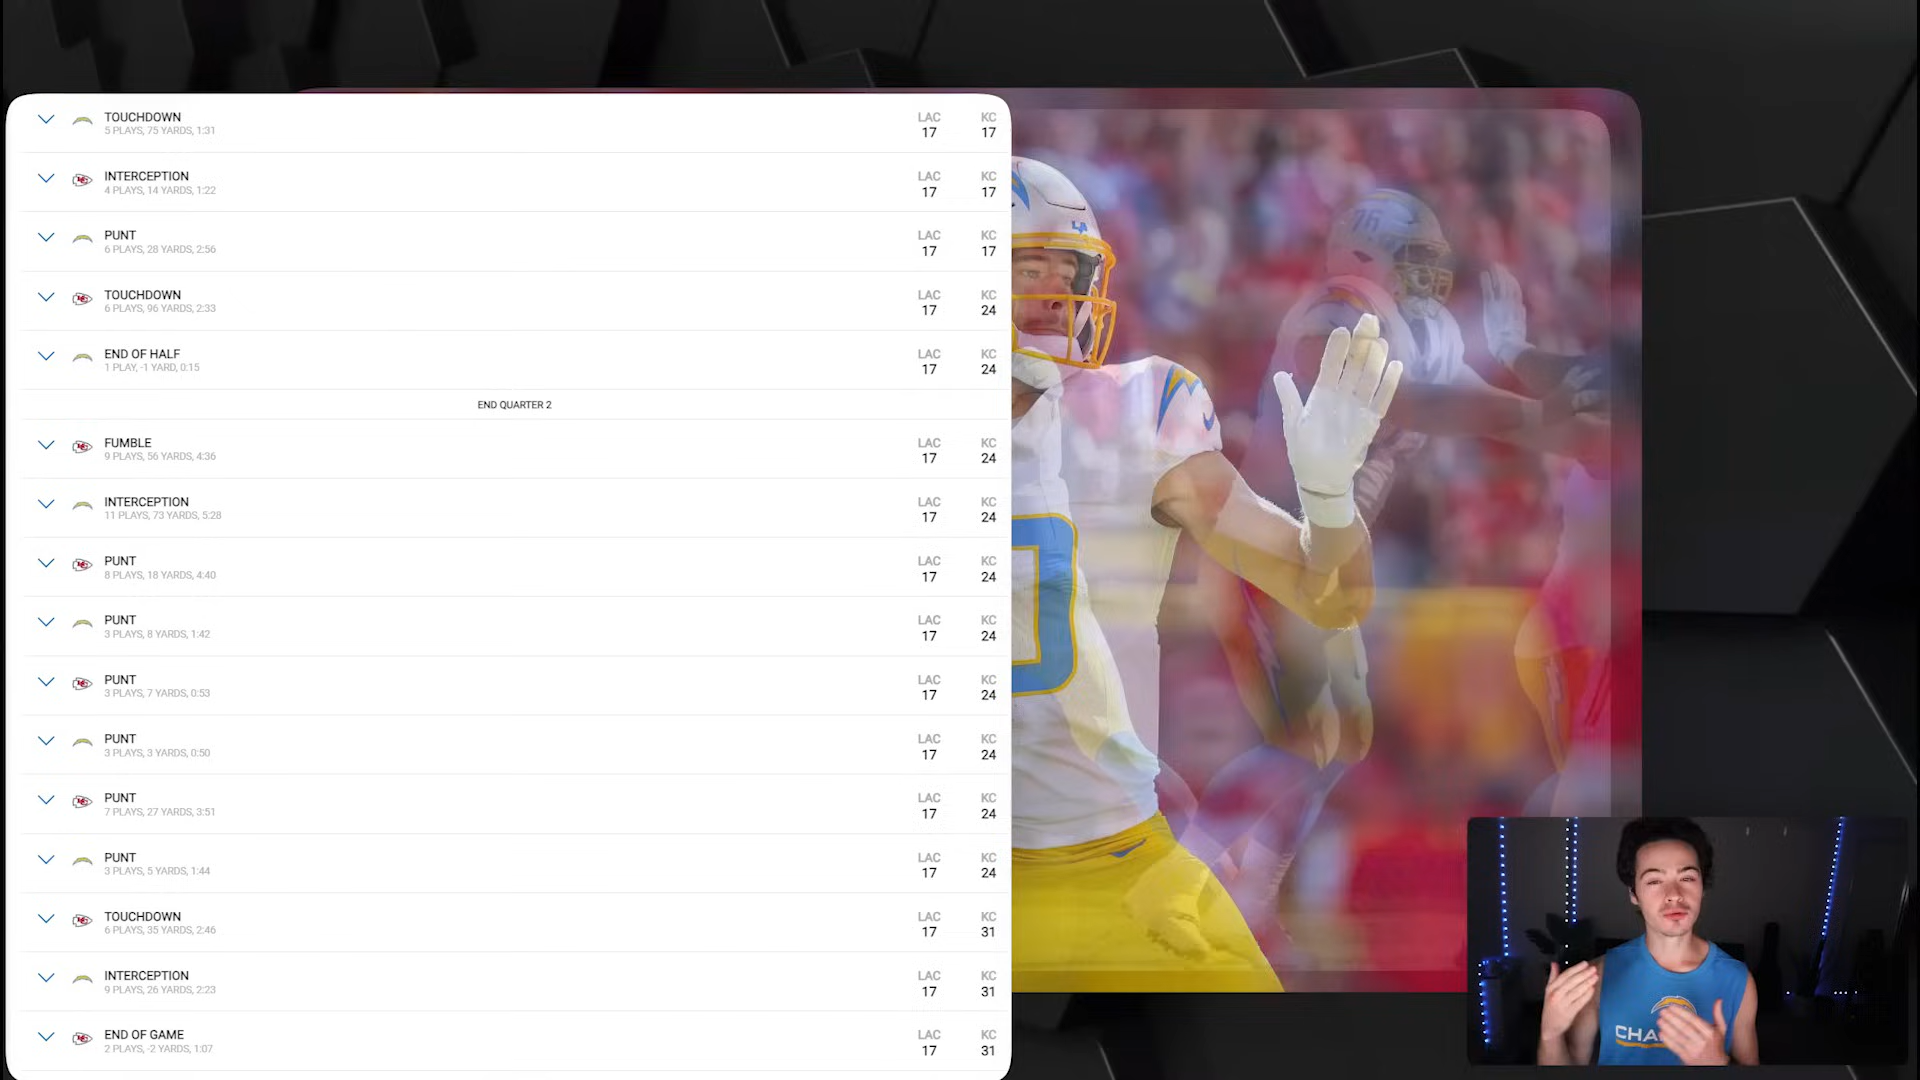 TOUCHDOWN
5 PLAYS, 75 YARDS, 1:31
LAC KC
17 17
INTERCEPTION
4 PLAYS, 14 YARDS, 1:22
LAC KC
17 17
PUNT
6 PLAYS, 28 YARDS, 2:56
LAC KC
17 17
TOUCHDOWN
6 PLAYS, 96 YARDS, 2:33
LAC KC
17 24
END OF HALF
1 PLAY, -1 YARD, 0:15
LAC KC
17 24
END QUARTER 2
FUMBLE
9 PLAYS, 56 YARDS, 4:36
LAC KC
17 24
INTERCEPTION
11 PLAYS, 73 YARDS, 5:28
LAC KC
17 24
PUNT
8 PLAYS, 18 YARDS, 4:40
LAC KC
17 24
PUNT
3 PLAYS, 8 YARDS, 1:42
LAC KC
17 24
PUNT
3 PLAYS, 7 YARDS, 0:53
LAC KC
17 24
PUNT
3 PLAYS, 3 YARDS, 0:50
LAC KC
17 24
PUNT
7 PLAYS, 27 YARDS, 3:51
LAC KC
17 24
PUNT
3 PLAYS, 5 YARDS, 1:44
LAC KC
17 24
TOUCHDOWN
6 PLAYS, 35 YARDS, 2:46
LAC KC
17 31
INTERCEPTION
9 PLAYS, 26 YARDS, 2:23
LAC KC
17 31
END OF GAME
2 PLAYS, -2 YARDS, 1:07
LAC KC
17 31
76
CHA